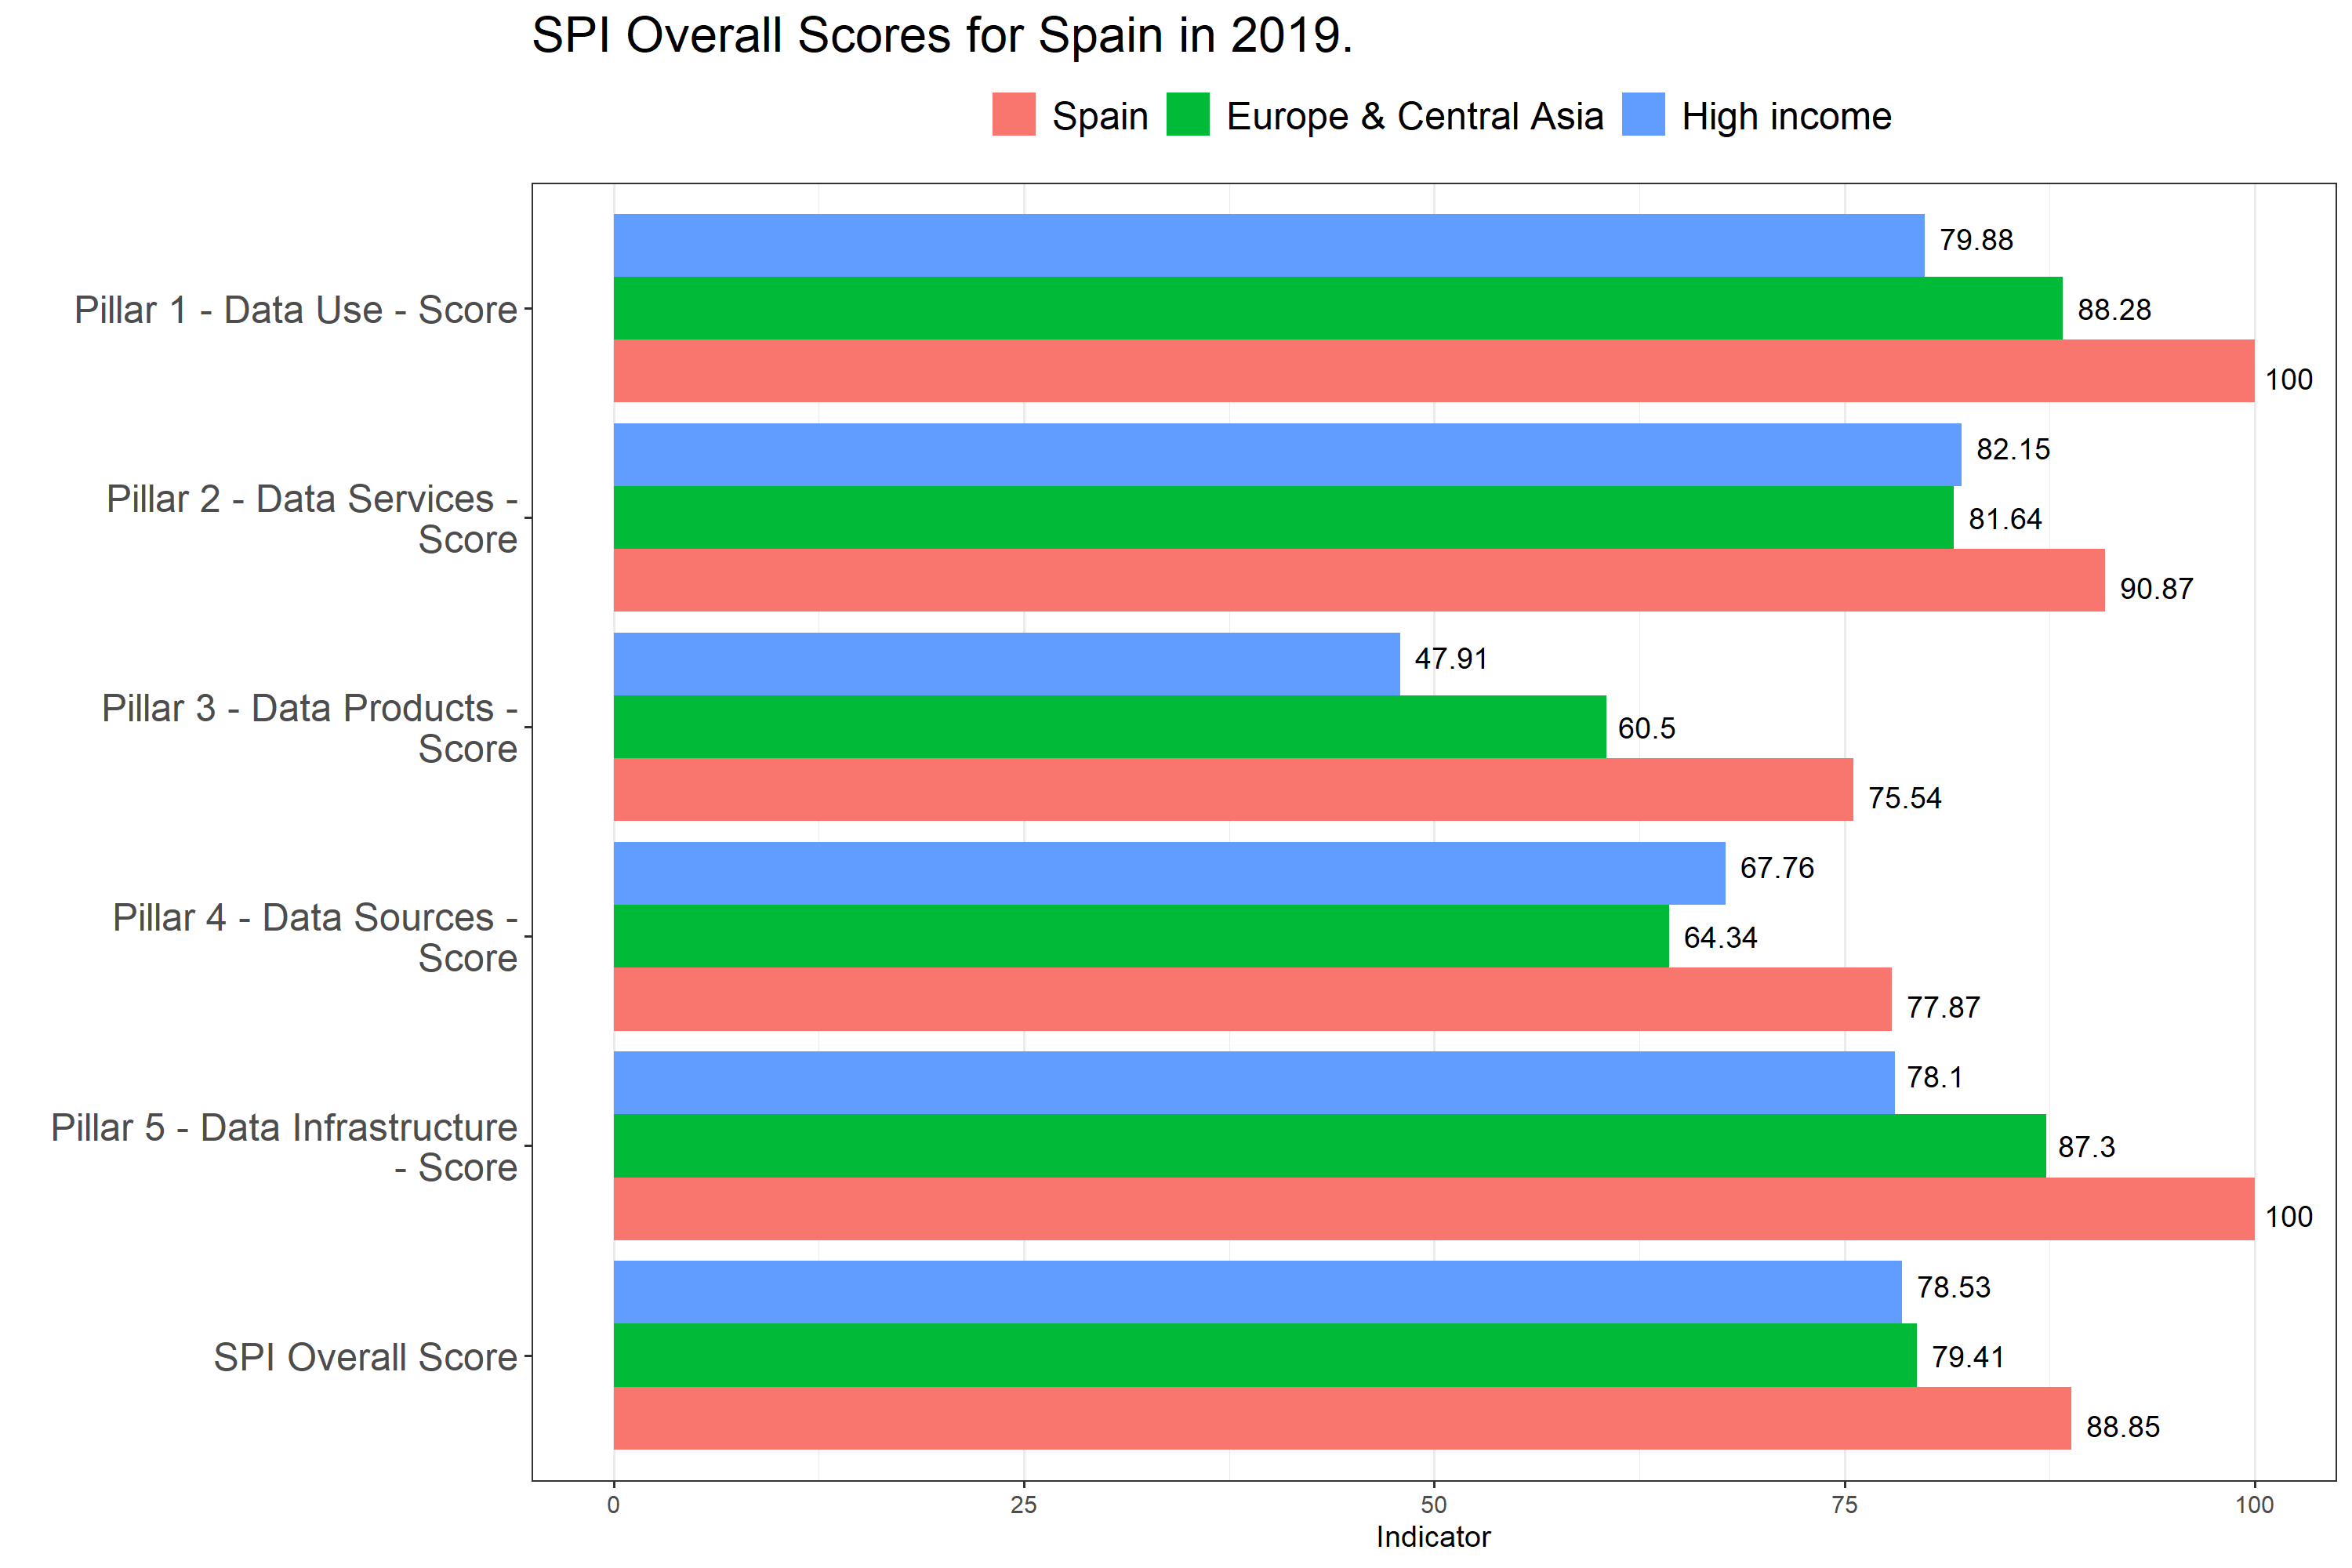 SPI Overall Scores for Spain in 2019.
Spain Europe & Central Asia High income
Pillar 1 - Data Use - Score
79.88
88.28
100
Pillar 2 - Data Services -
Score
82.15
81.64
90.87
Pillar 3 - Data Products -
Score
47.91
60.5
75.54
Pillar 4 - Data Sources -
Score
67.76
64.34
77.87
Pillar 5 - Data Infrastructure
- Score
78.1
87.3
100
SPI Overall Score
78.53
79.41
88.85
0 25 50 75 100
Indicator